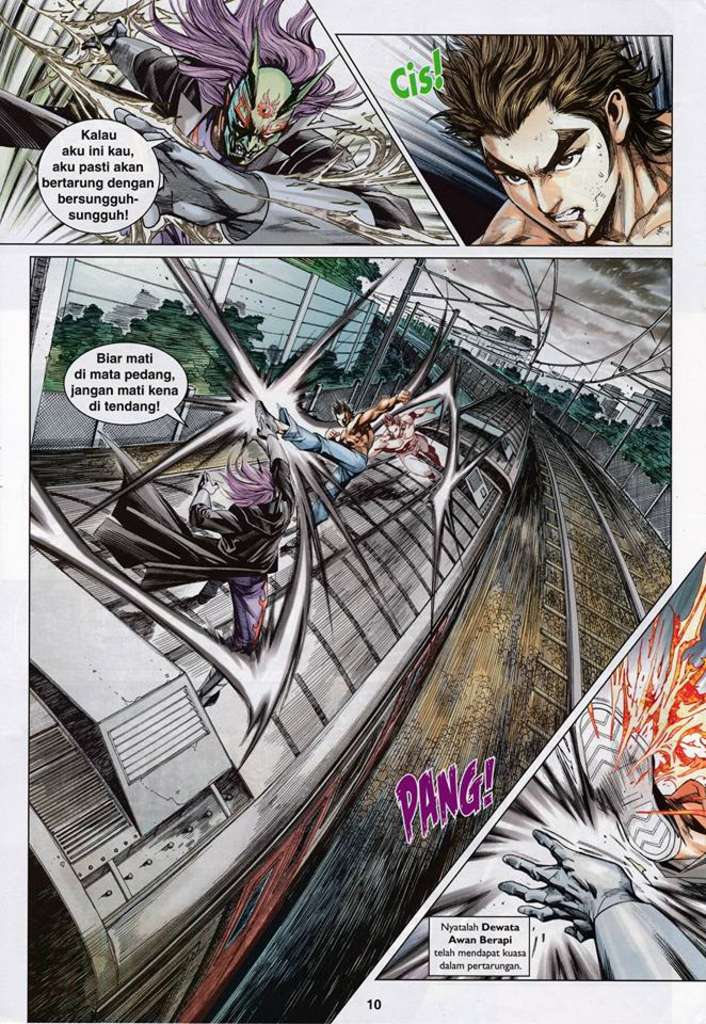 Kalau
aku ini kau,
aku pasti akan
bertarung dengan
bersungguh-
sungguh!
Cis!
Biar mati
di mata pedang,
jangan mati kena
di tendang!
PANG!
Nyatalah Dewata
Awan Berapi
telah mendapat kuasa
dalam pertarungan.
10